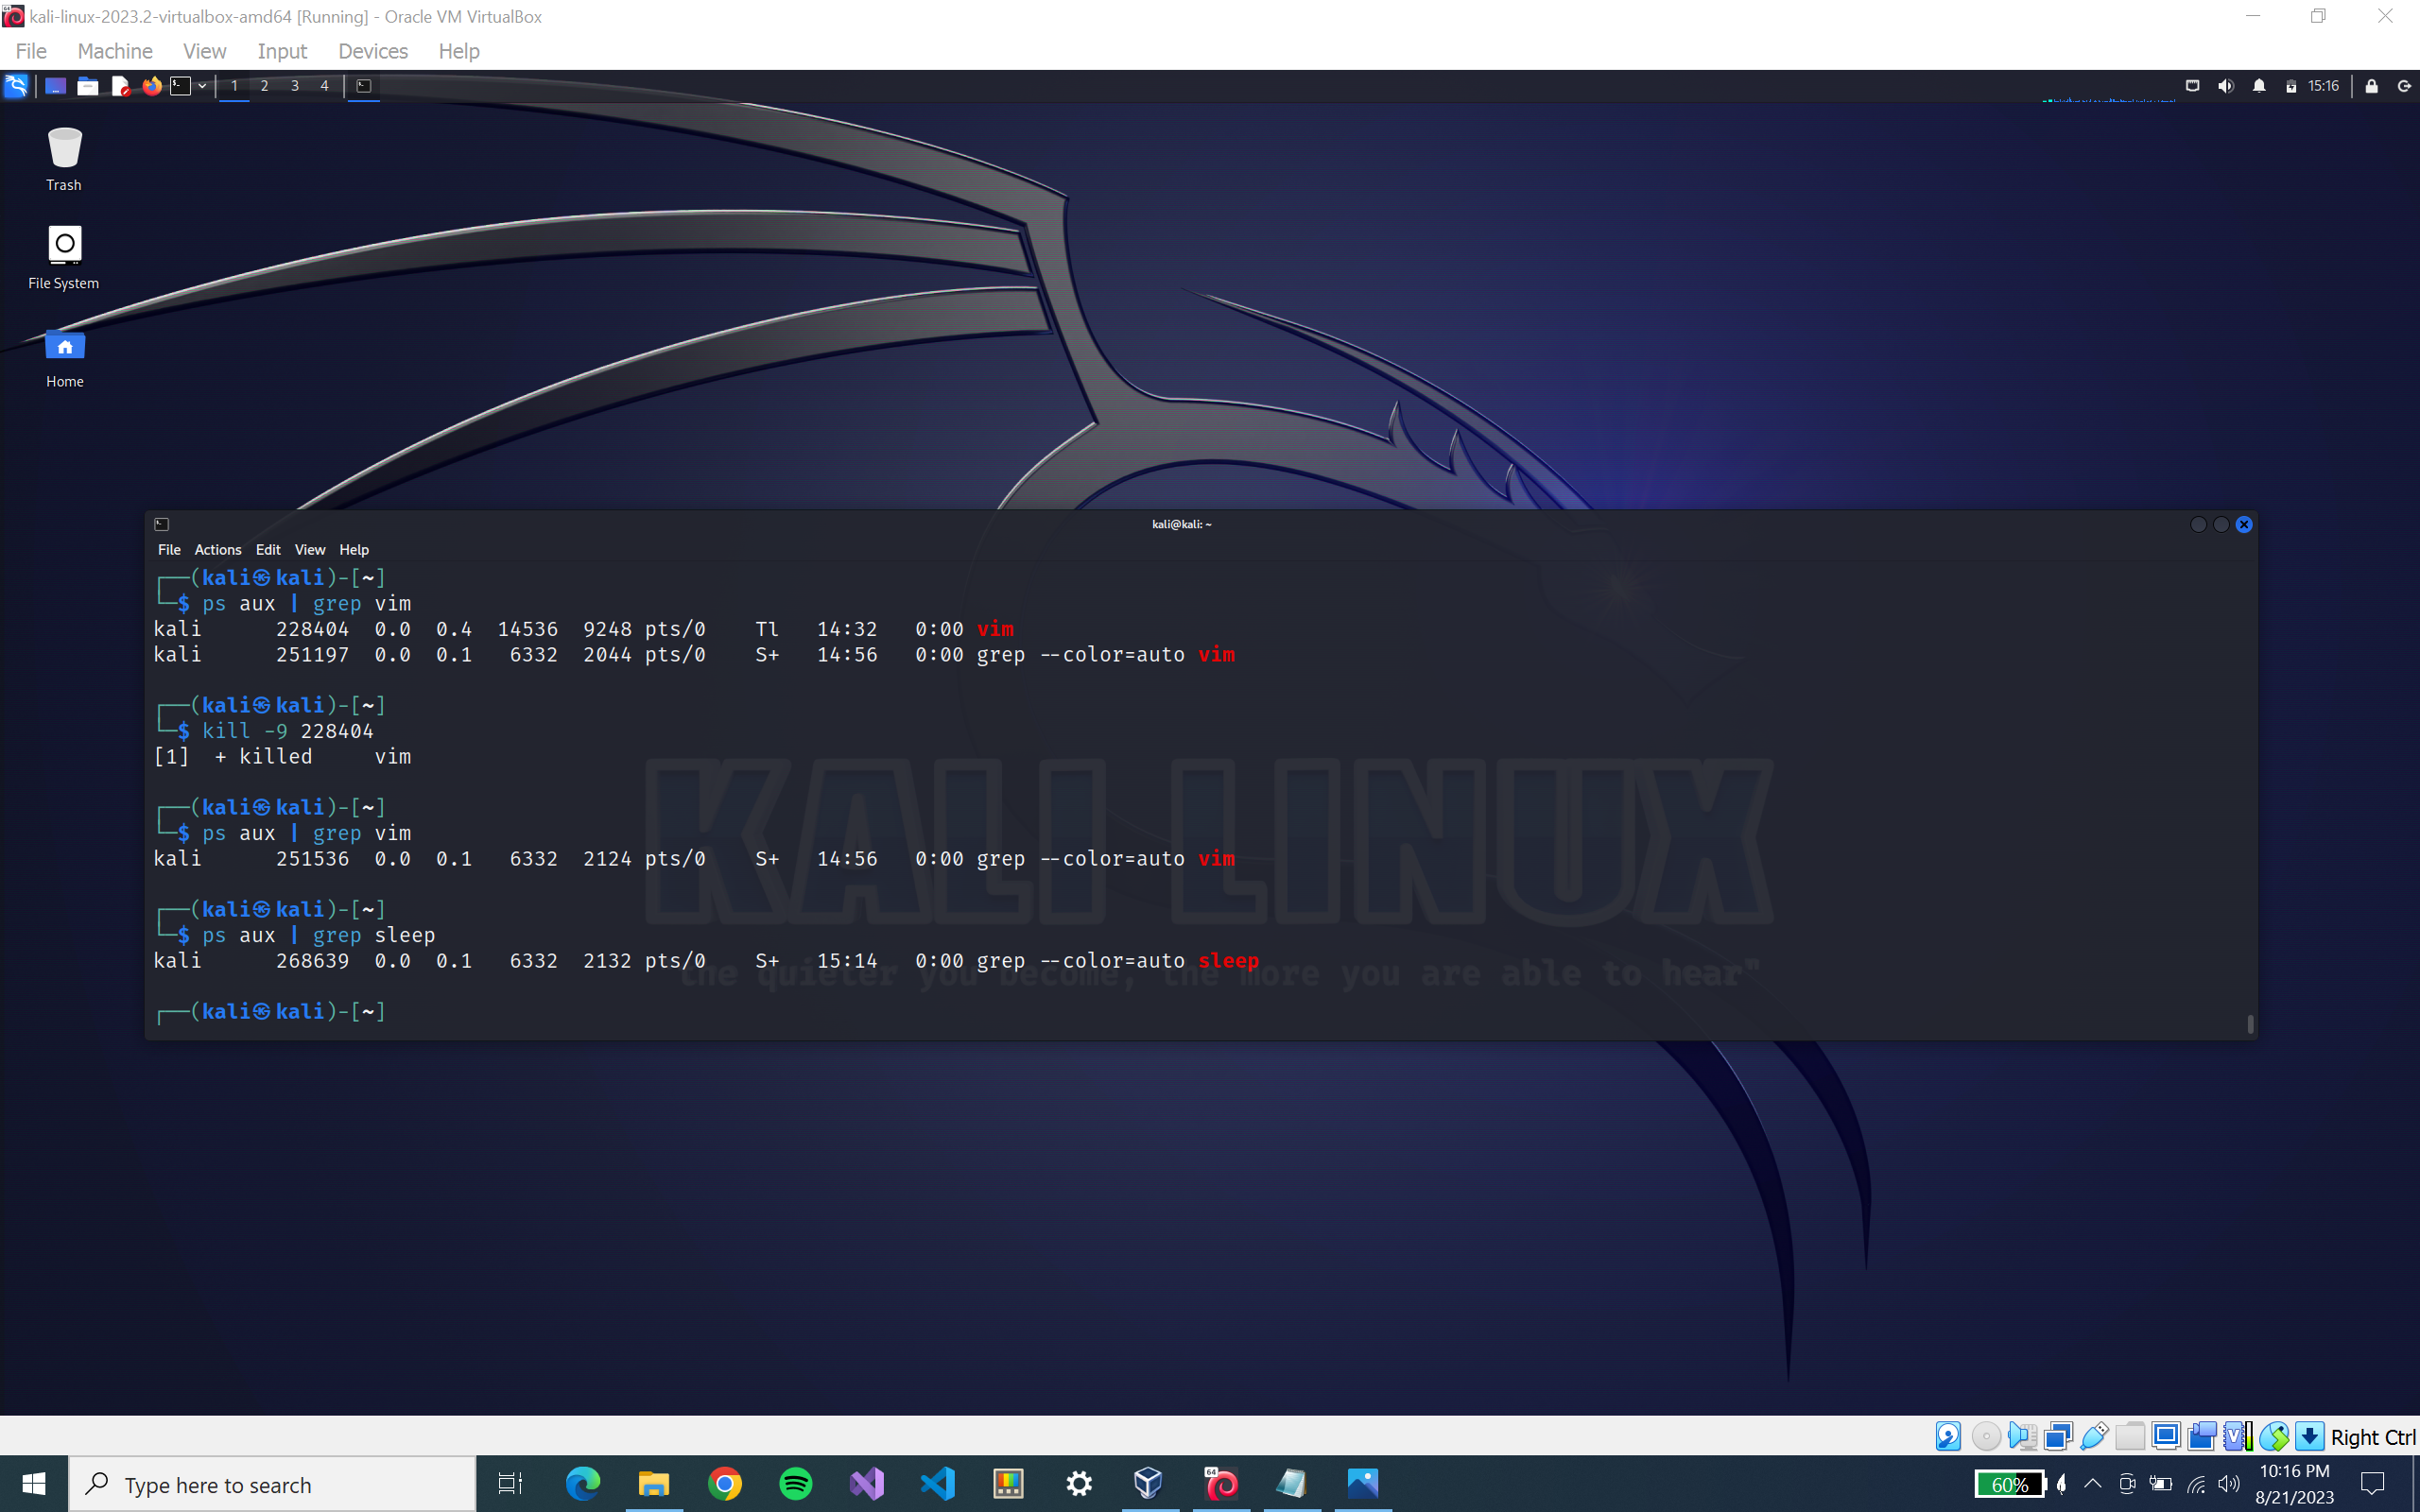 kali-linux-2023.2-virtualbox-amd64 [Running] - Oracle VM VirtualBox
File Machine View Input Devices Help
1 2 3 4 15:16
Trash
File System
Home
kali@kali: ~
File Actions Edit View Help
┌──(kali㉿kali)-[~]
└─$ ps aux | grep vim
kali 228404 0.0 0.4 14536 9248 pts/0 Tl 14:32 0:00 vim
kali 251197 0.0 0.1 6332 2044 pts/0 S+ 14:56 0:00 grep --color=auto vim
┌──(kali㉿kali)-[~]
└─$ kill -9 228404
[1] + killed vim
┌──(kali㉿kali)-[~]
└─$ ps aux | grep vim
kali 251536 0.0 0.1 6332 2124 pts/0 S+ 14:56 0:00 grep --color=auto vim
┌──(kali㉿kali)-[~]
└─$ ps aux | grep sleep
kali 268639 0.0 0.1 6332 2132 pts/0 S+ 15:14 0:00 grep --color=auto sleep
┌──(kali㉿kali)-[~]
KALI LINUX
"the quieter you become, the more you are able to hear"
Right Ctrl
Type here to search
64
60%
10:16 PM
8/21/2023